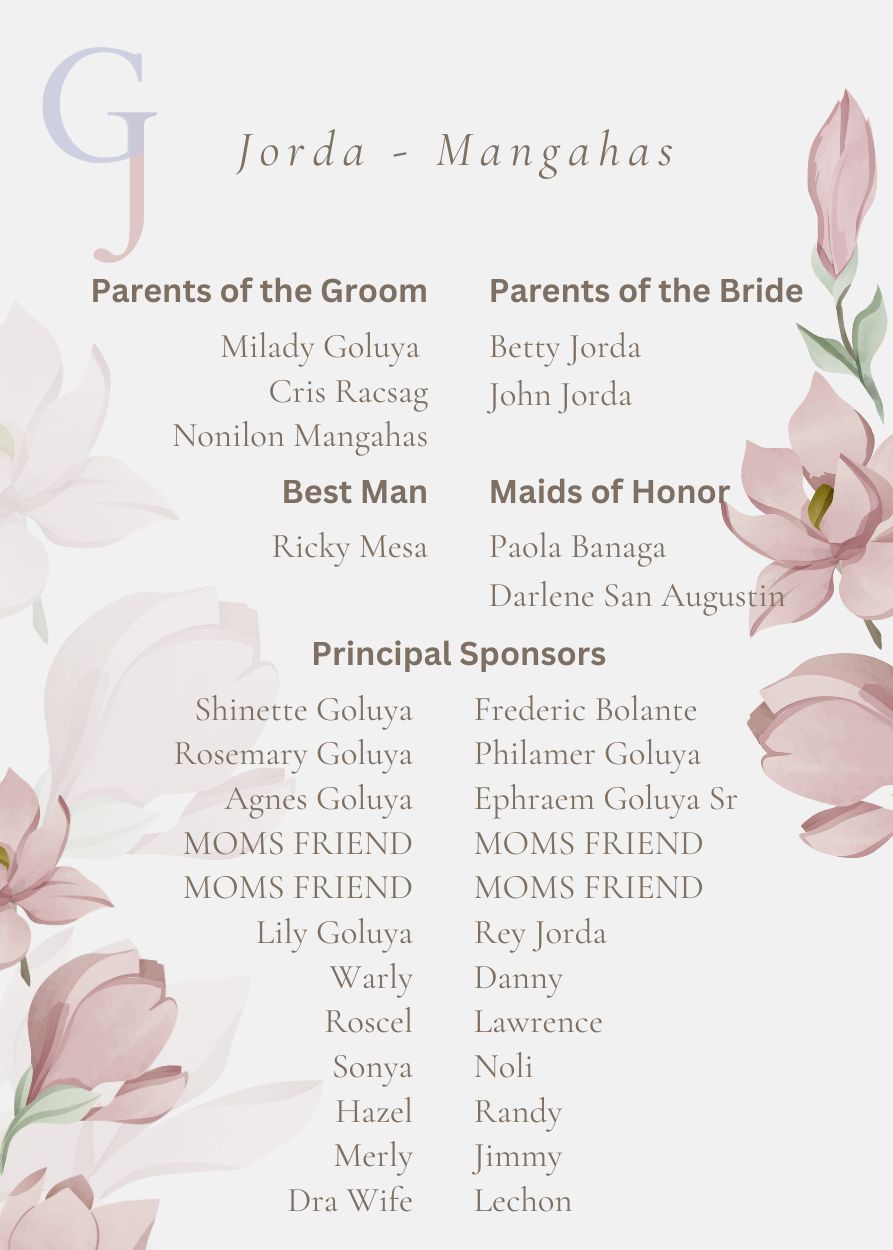 G
J
Jorda - Mangahas
Parents of the Groom
Milady Goluya
Cris Racsag
Nonilon Mangahas
Parents of the Bride
Betty Jorda
John Jorda
Best Man
Ricky Mesa
Maids of Honor
Paola Banaga
Darlene San Augustin
Principal Sponsors
Shinette Goluya
Rosemary Goluya
Agnes Goluya
MOMS FRIEND
MOMS FRIEND
Lily Goluya
Warly
Roscel
Sonya
Hazel
Merly
Dra Wife
Frederic Bolante
Philamer Goluya
Ephraem Goluya Sr
MOMS FRIEND
MOMS FRIEND
Rey Jorda
Danny
Lawrence
Noli
Randy
Jimmy
Lechon